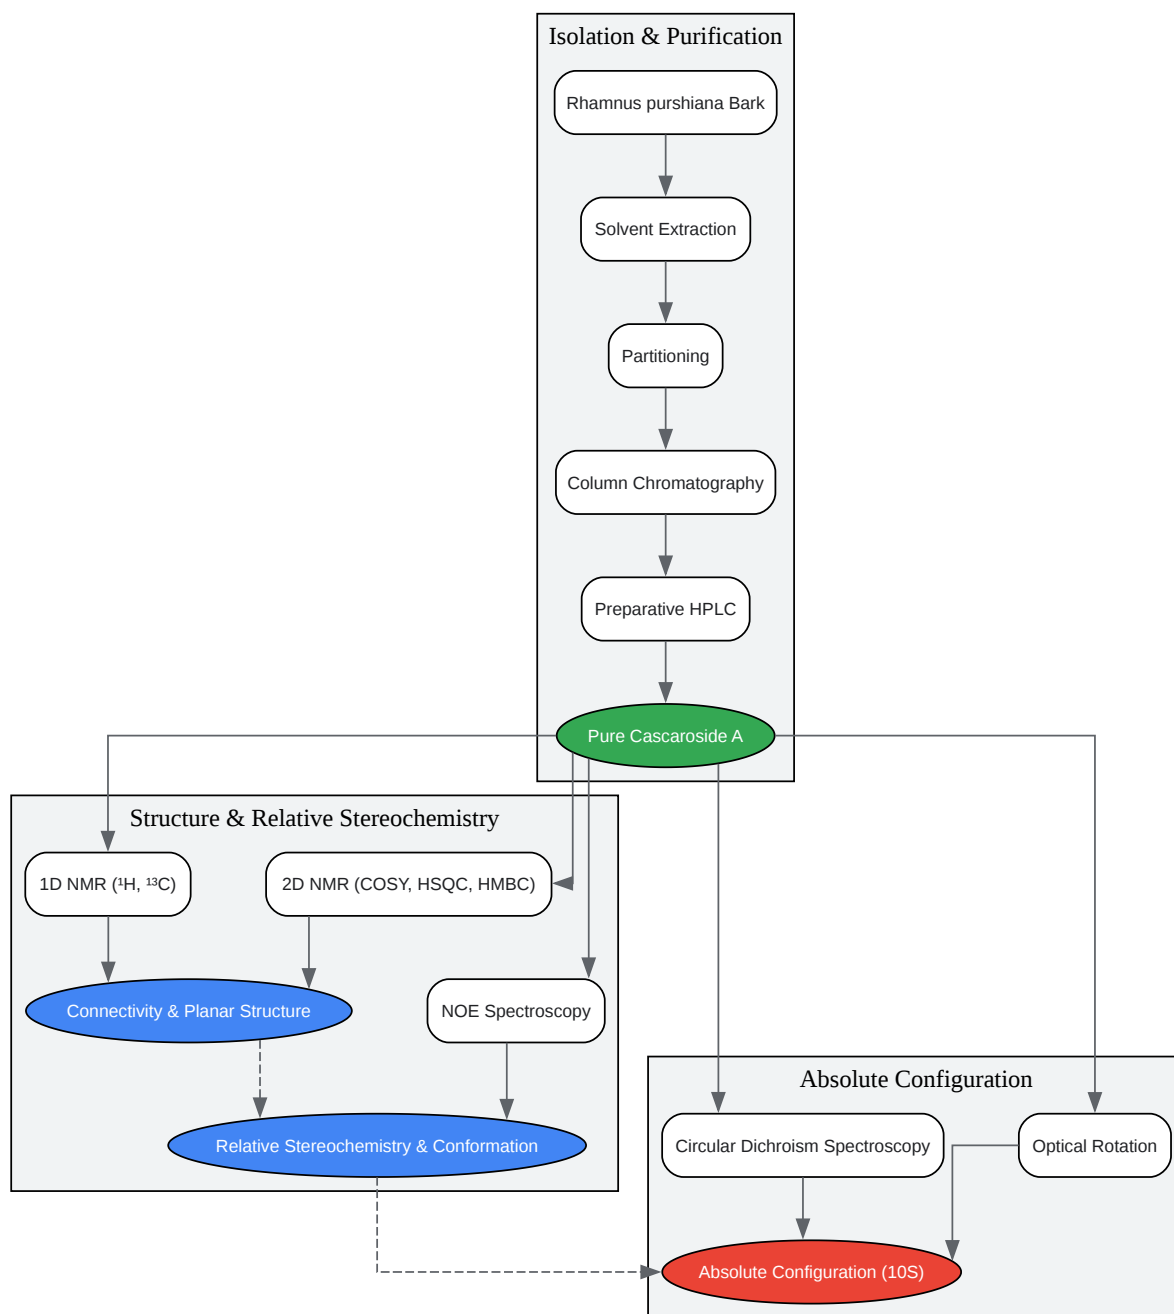 Isolation & Purification
Rhamnus purshiana Bark
Solvent Extraction
Partitioning
Column Chromatography
Preparative HPLC
Pure Cascaroside A
Structure & Relative Stereochemistry
1D NMR (¹H, ¹³C)
2D NMR (COSY, HSQC, HMBC)
Connectivity & Planar Structure
NOE Spectroscopy
Relative Stereochemistry & Conformation
Absolute Configuration
Circular Dichroism Spectroscopy
Optical Rotation
Absolute Configuration (10S)